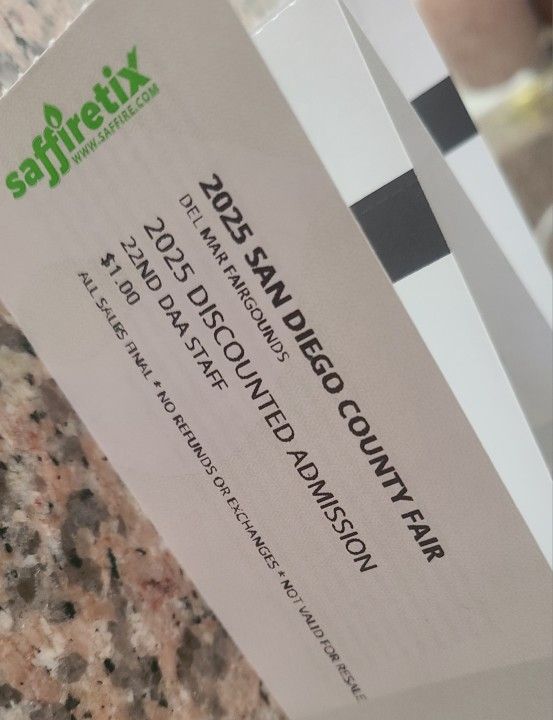 saffiretix
WWW.SAFFIRE.COM
2025 SAN DIEGO COUNTY FAIR
DEL MAR FAIRGOUNDS
2025 DISCOUNTED ADMISSION
22ND DAA STAFF
$1.00
ALL SALES FINAL * NO REFUNDS OR EXCHANGES * NOT VALID FOR RESALE